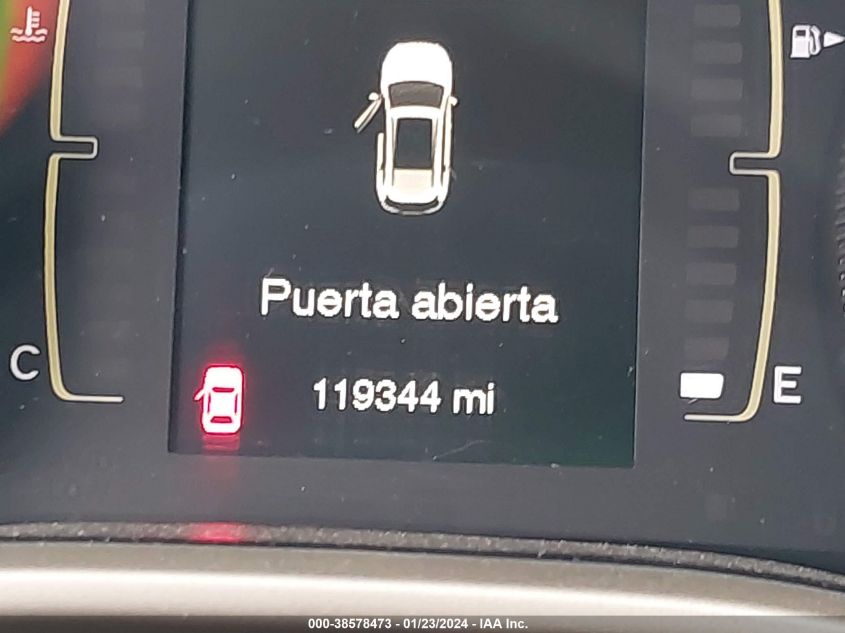 Puerta abierta
C
119344 mi
E
000-38578473 - 01/23/2024 - IAA Inc.